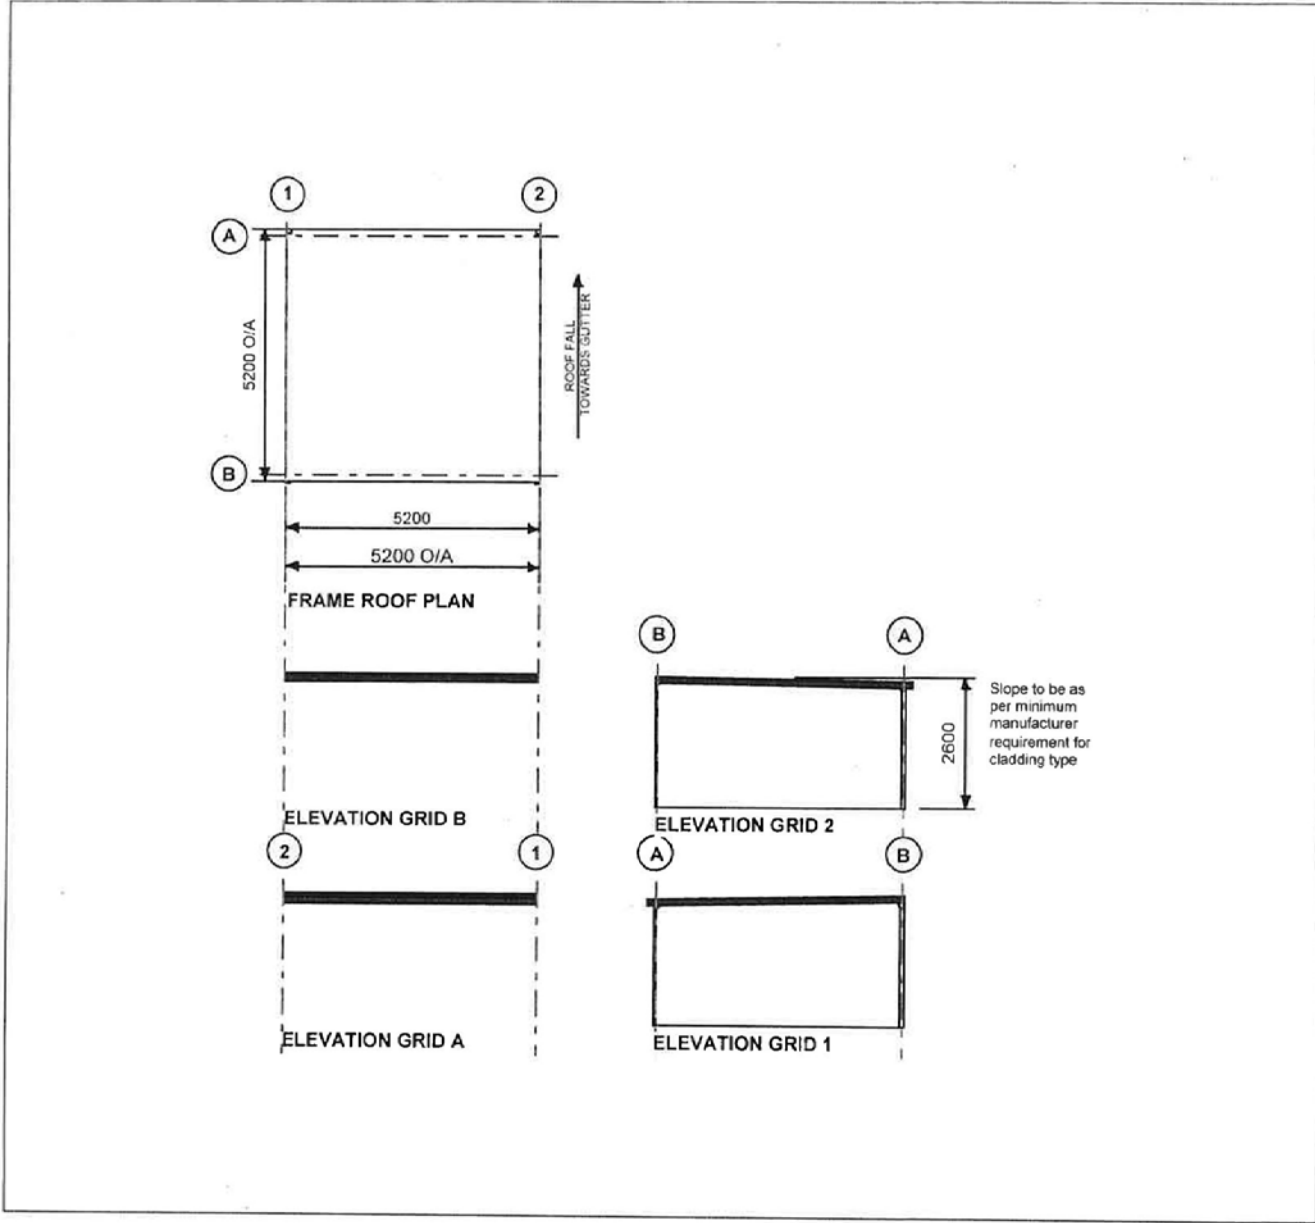 1
2
A
5200 O/A
ROOF FALL
TOWARDS GUTTER
B
5200
5200 O/A
FRAME ROOF PLAN
B
A
Slope to be as
per minimum
manufacturer
requirement for
cladding type
2600
ELEVATION GRID B
ELEVATION GRID 2
2
1
A
B
ELEVATION GRID A
ELEVATION GRID 1